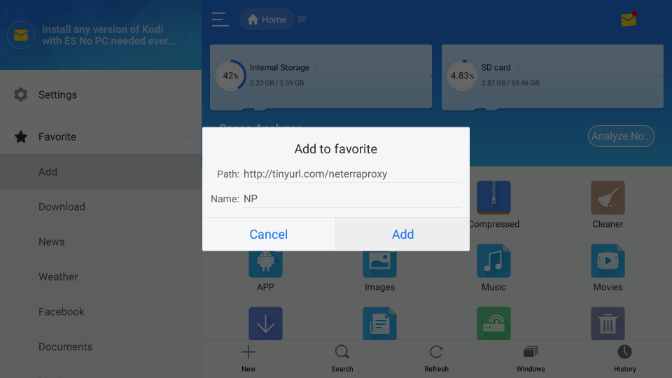 Install any version of Kodi
with ES No PC needed ever...
Settings
Favorite
Add
Download
News
Weather
Facebook
Documents
Home
42%
Internal Storage
2.33 GB / 5.59 GB
4.83%
SD card
2.87 GB / 59.46 GB
Analyze No...
Add to favorite
Path: http://tinyurl.com/neterraproxy
Name: NP
Cancel
Add
Compressed
Cleaner
APP
Images
Music
Movies
New
Search
Refresh
Windows
History